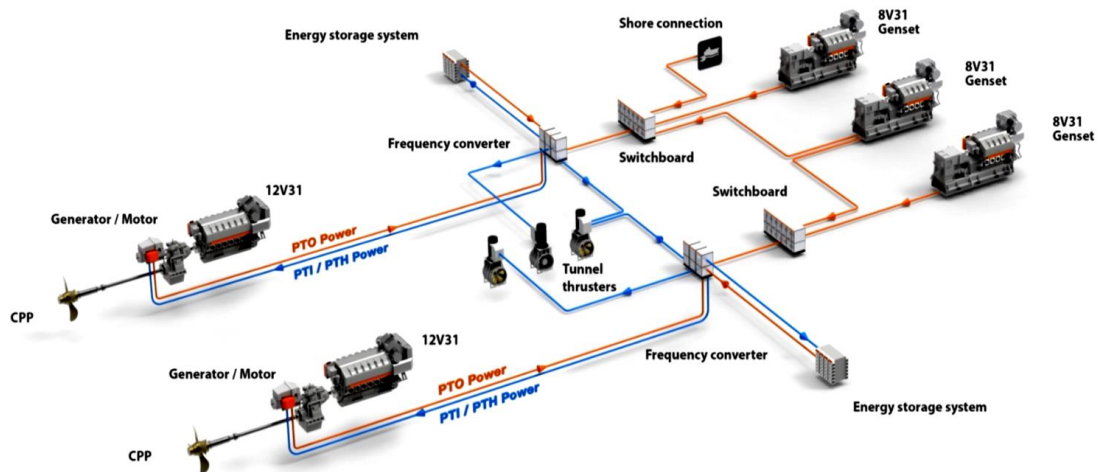 8V31
Genset
Shore connection
Energy storage system
8V31
Genset
8V31
Genset
Frequency converter
Switchboard
Switchboard
12V31
Generator / Motor
PTO Power
PTI / PTH Power
Tunnel
thrusters
CPP
12V31
Frequency converter
Generator / Motor
PTO Power
PTI / PTH Power
Energy storage system
CPP